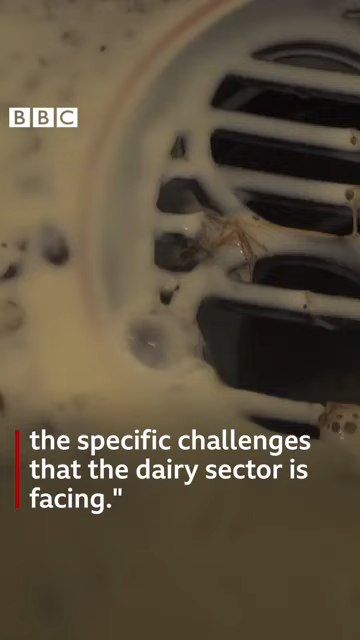 BBC
the specific challenges
that the dairy sector is
facing."